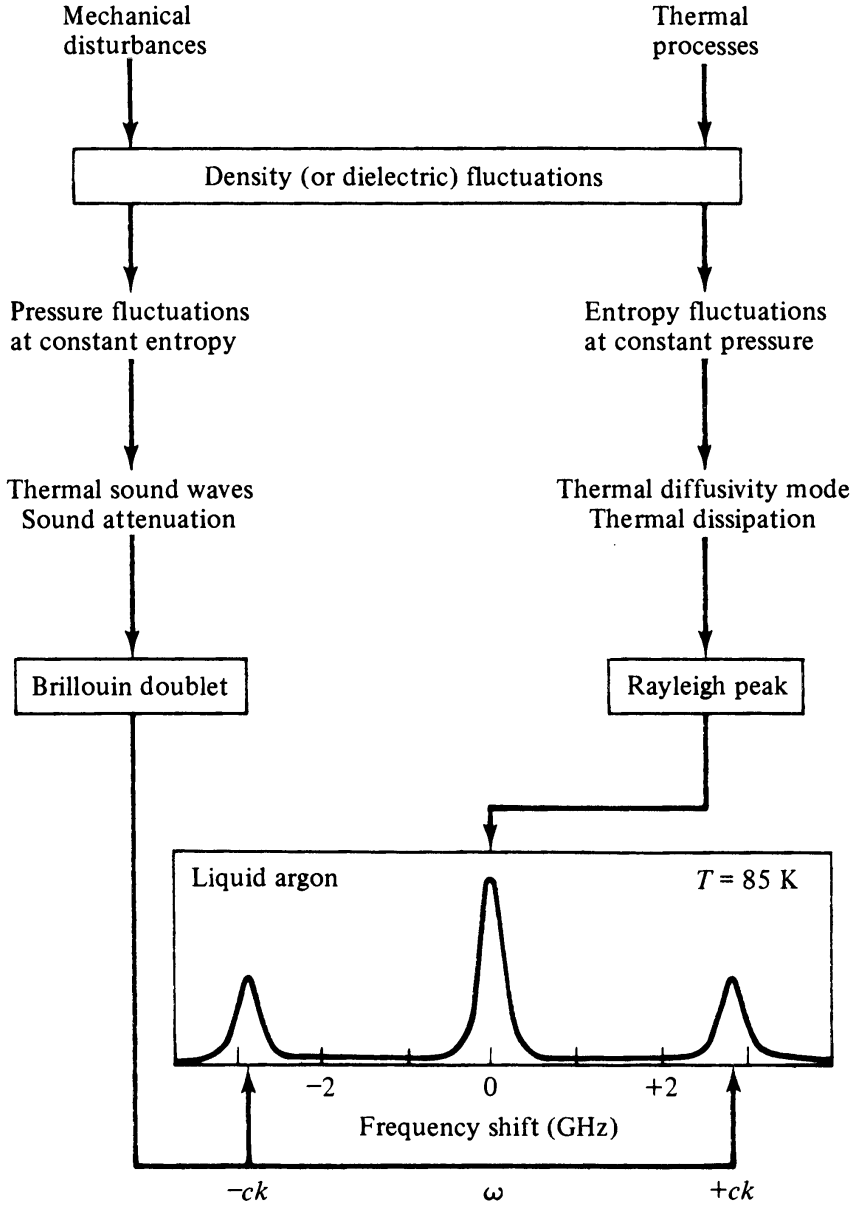 Mechanical
disturbances
Thermal
processes
Density (or dielectric) fluctuations
Pressure fluctuations
at constant entropy
Entropy fluctuations
at constant pressure
Thermal sound waves
Sound attenuation
Thermal diffusivity mode
Thermal dissipation
Brillouin doublet
Rayleigh peak
Liquid argon
T = 85 K
−2 0 +2
Frequency shift (GHz)
−ck ω +ck